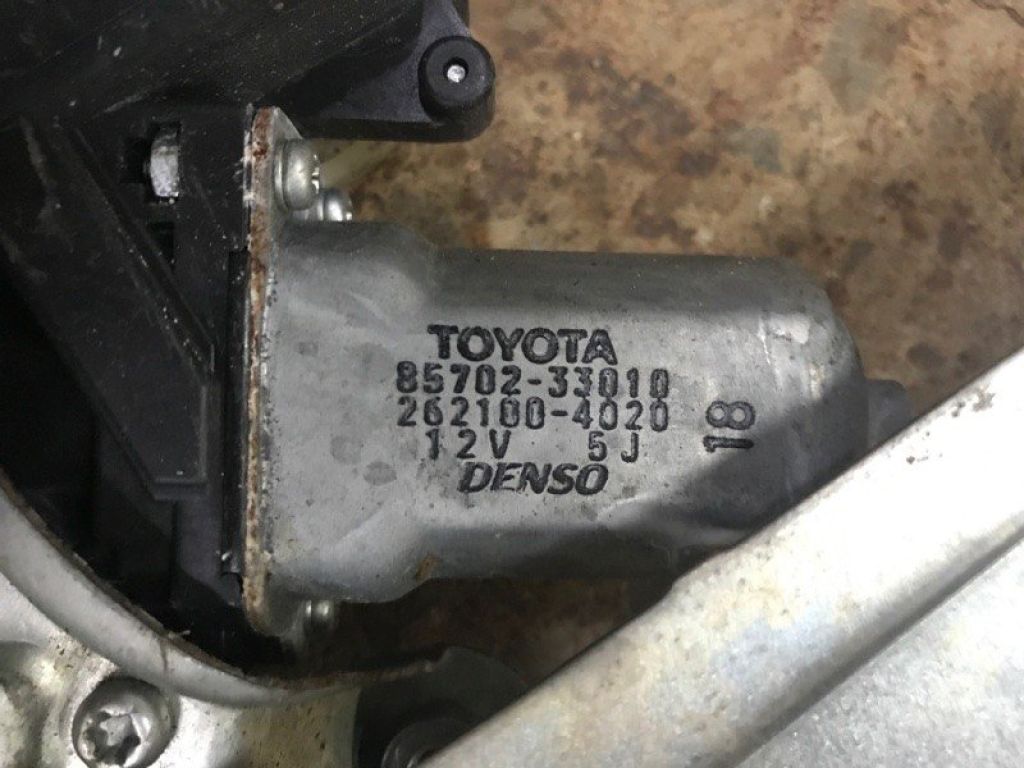 TOYOTA
85702-33010
262100-4020
12V 5J
DENSO
18